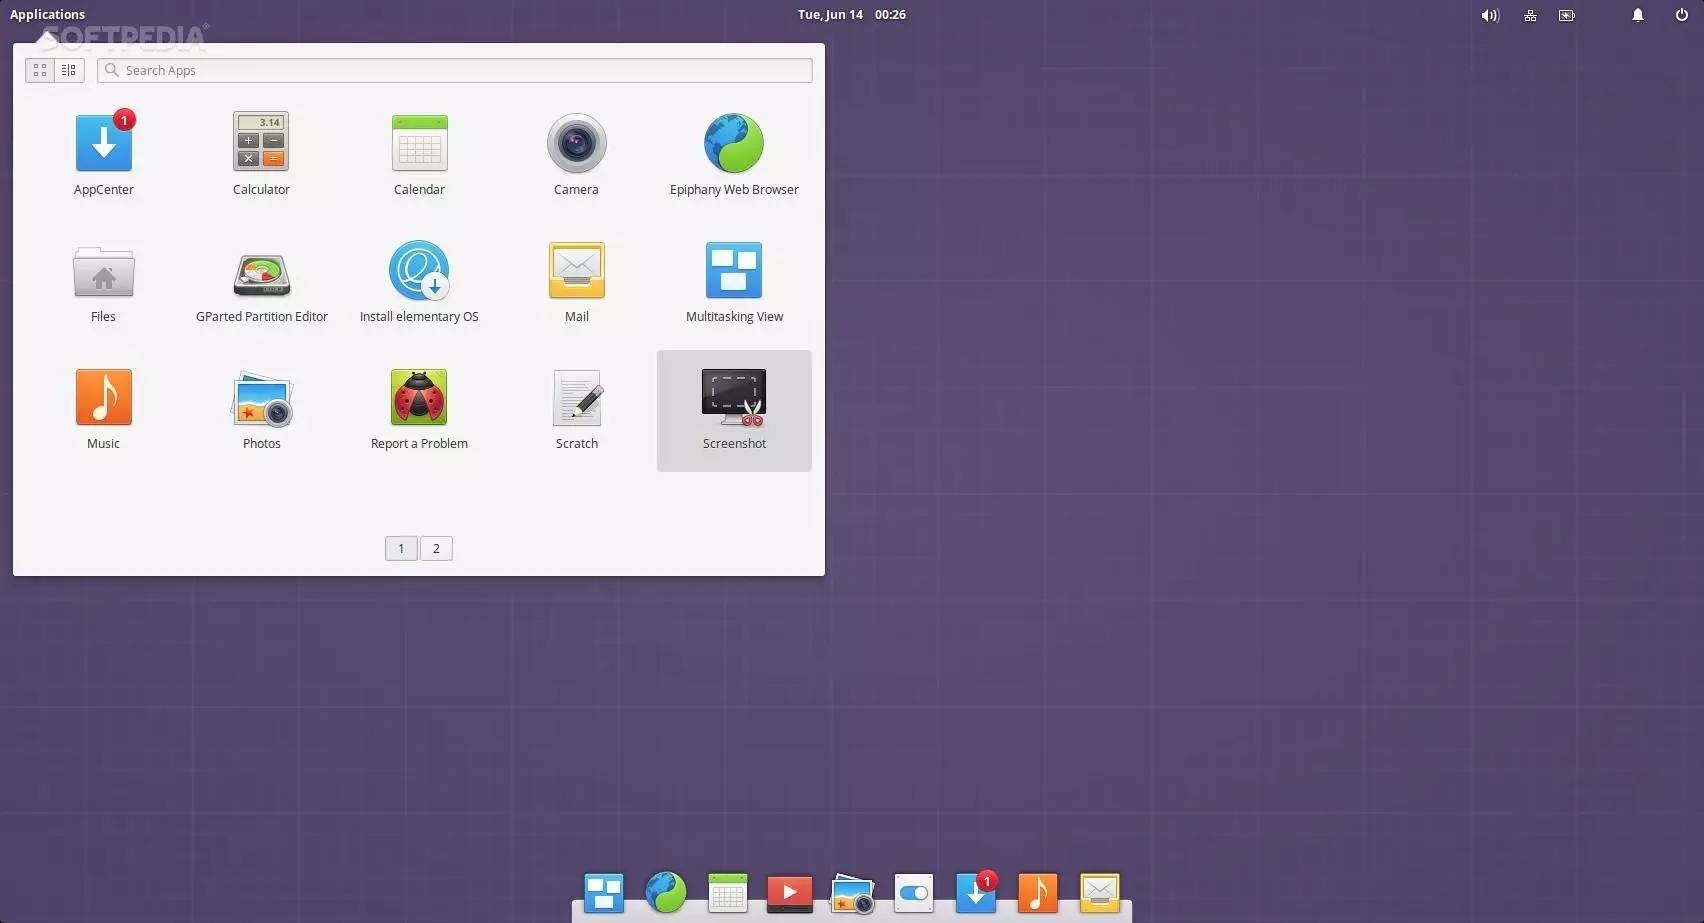 Applications
Tue, Jun 14 00:26
SOFTPEDIA®
Search Apps
1
3.14
AppCenter
Calculator
Calendar
Camera
Epiphany Web Browser
Files
GParted Partition Editor
Install elementary OS
Mail
Multitasking View
Music
Photos
Report a Problem
Scratch
Screenshot
1
2
1